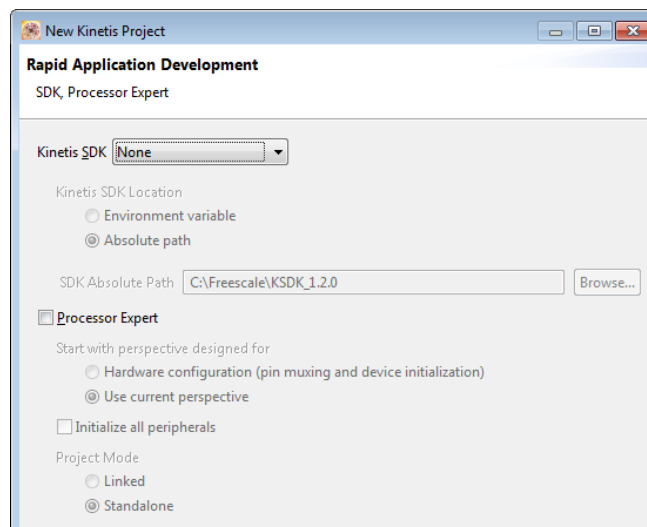 New Kinetis Project
Rapid Application Development
SDK, Processor Expert
Kinetis SDK None
Kinetis SDK Location
Environment variable
Absolute path
SDK Absolute Path C:\Freescale\KSDK_1.2.0 Browse...
Processor Expert
Start with perspective designed for
Hardware configuration (pin muxing and device initialization)
Use current perspective
Initialize all peripherals
Project Mode
Linked
Standalone